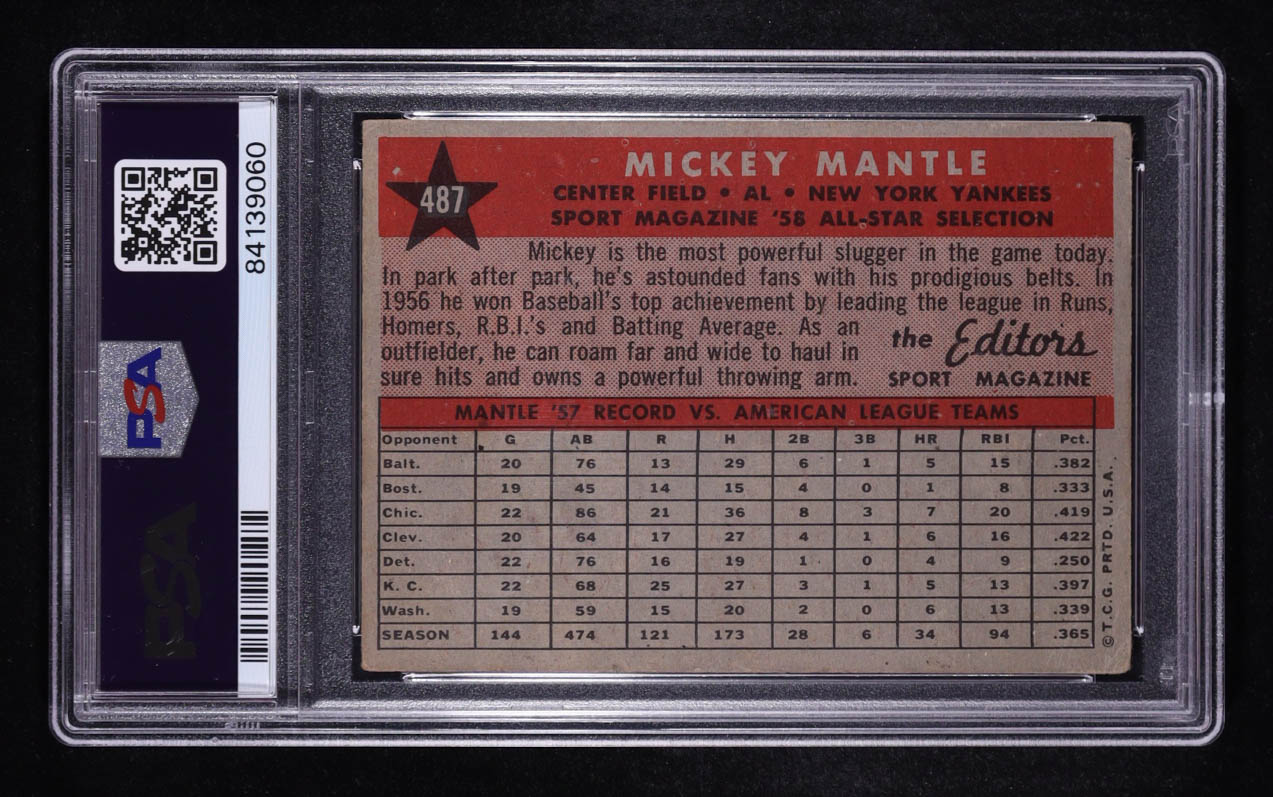 84139060
PSA
PSA
487
MICKEY MANTLE
CENTER FIELD • AL • NEW YORK YANKEES
SPORT MAGAZINE '58 ALL-STAR SELECTION
Mickey is the most powerful slugger in the game today.
In park after park, he's astounded fans with his prodigious belts. In
1956 he won Baseball's top achievement by leading the league in Runs,
Homers, R.B.I.'s and Batting Average. As an
outfielder, he can roam far and wide to haul in
sure hits and owns a powerful throwing arm.
the Editors
SPORT MAGAZINE
MANTLE '57 RECORD VS. AMERICAN LEAGUE TEAMS
Opponent G AB R H 2B 3B HR RBI Pct.
Balt. 20 76 13 29 6 1 5 15 .382
Bost. 19 45 14 15 4 0 1 8 .333
Chic. 22 86 21 36 8 3 7 20 .419
Clev. 20 64 17 27 4 1 6 16 .422
Det. 22 76 16 19 1 0 4 9 .250
K. C. 22 68 25 27 3 1 5 13 .397
Wash. 19 59 15 20 2 0 6 13 .339
SEASON 144 474 121 173 28 6 34 94 .365
© T.C.G. PRTD. U.S.A.